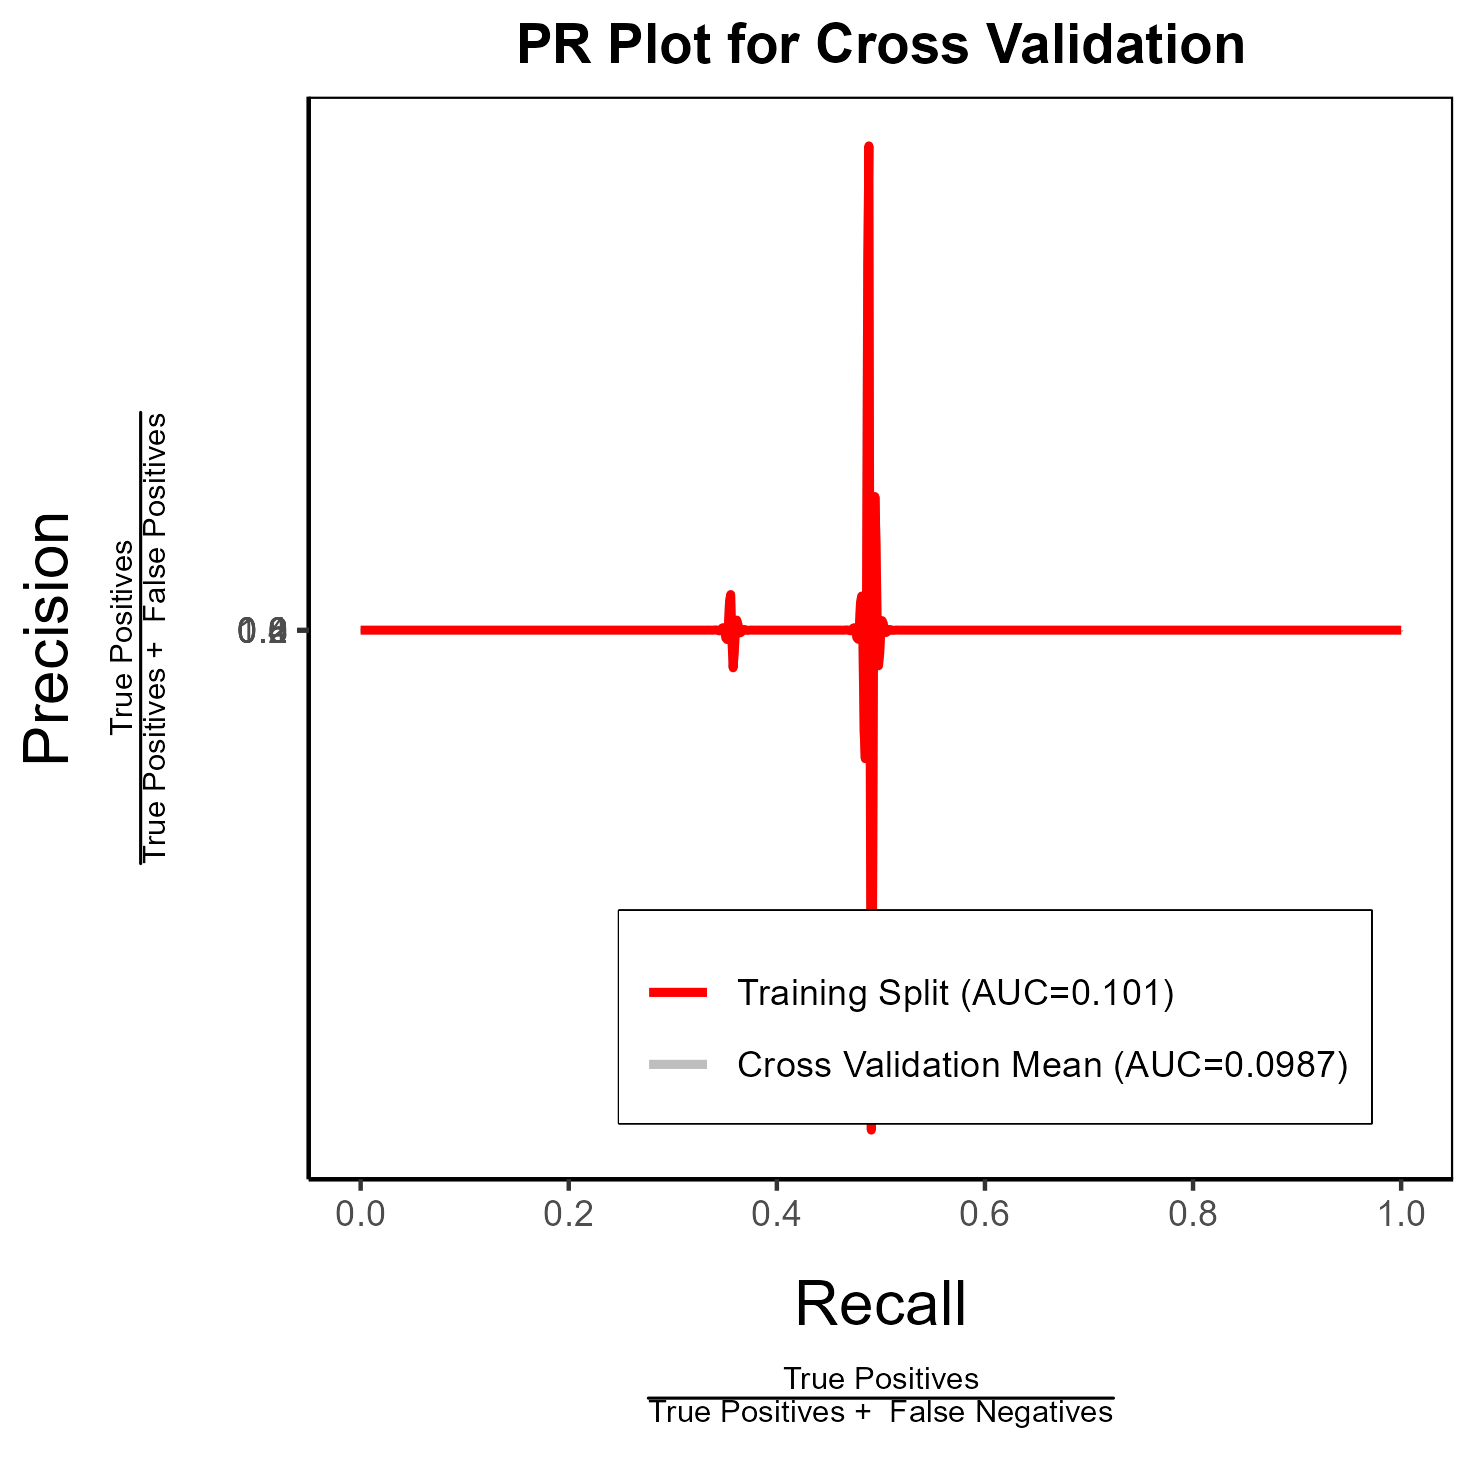 PR Plot for Cross Validation
Precision
True Positives
True Positives + False Positives
Training Split (AUC=0.101)
Cross Validation Mean (AUC=0.0987)
0.0 0.2 0.4 0.6 0.8 1.0
Recall
True Positives
True Positives + False Negatives